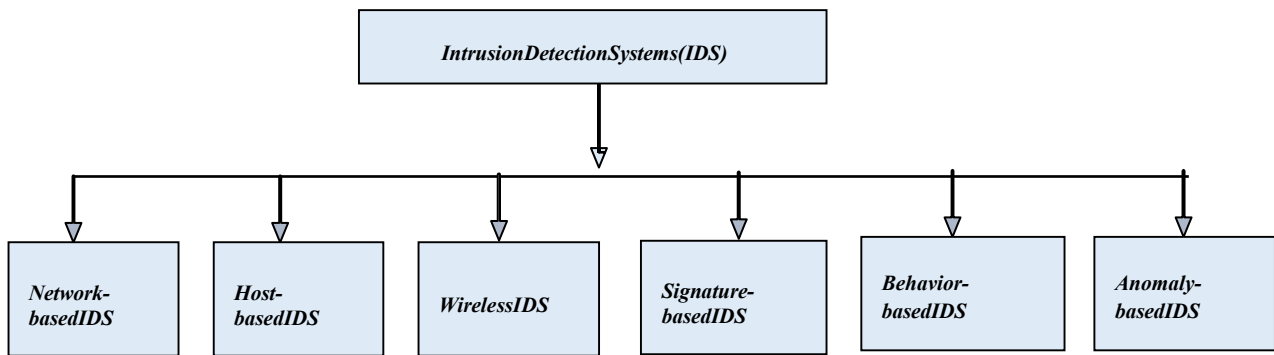 IntrusionDetectionSystems(IDS)
Network-
basedIDS
Host-
basedIDS
WirelessIDS
Signature-
basedIDS
Behavior-
basedIDS
Anomaly-
basedIDS